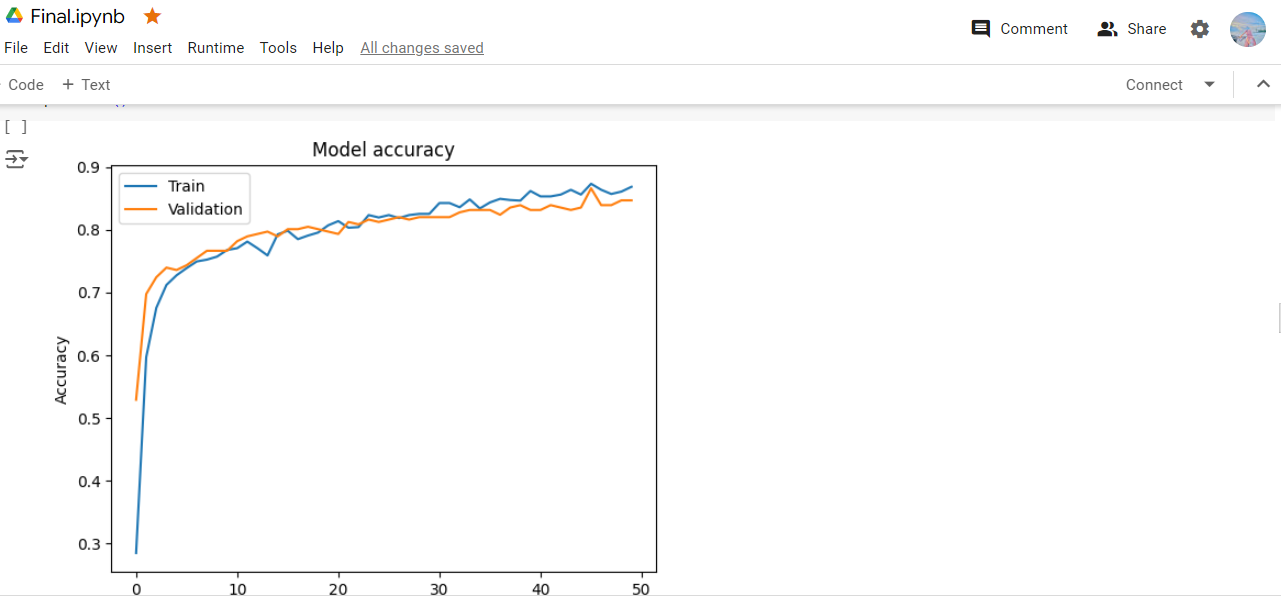 Final.ipynb
Comment
Share
File Edit View Insert Runtime Tools Help All changes saved
Code + Text
Connect
[ ]
Model accuracy
Train
Validation
0.9
0.8
0.7
0.6
0.5
0.4
0.3
Accuracy
0 10 20 30 40 50